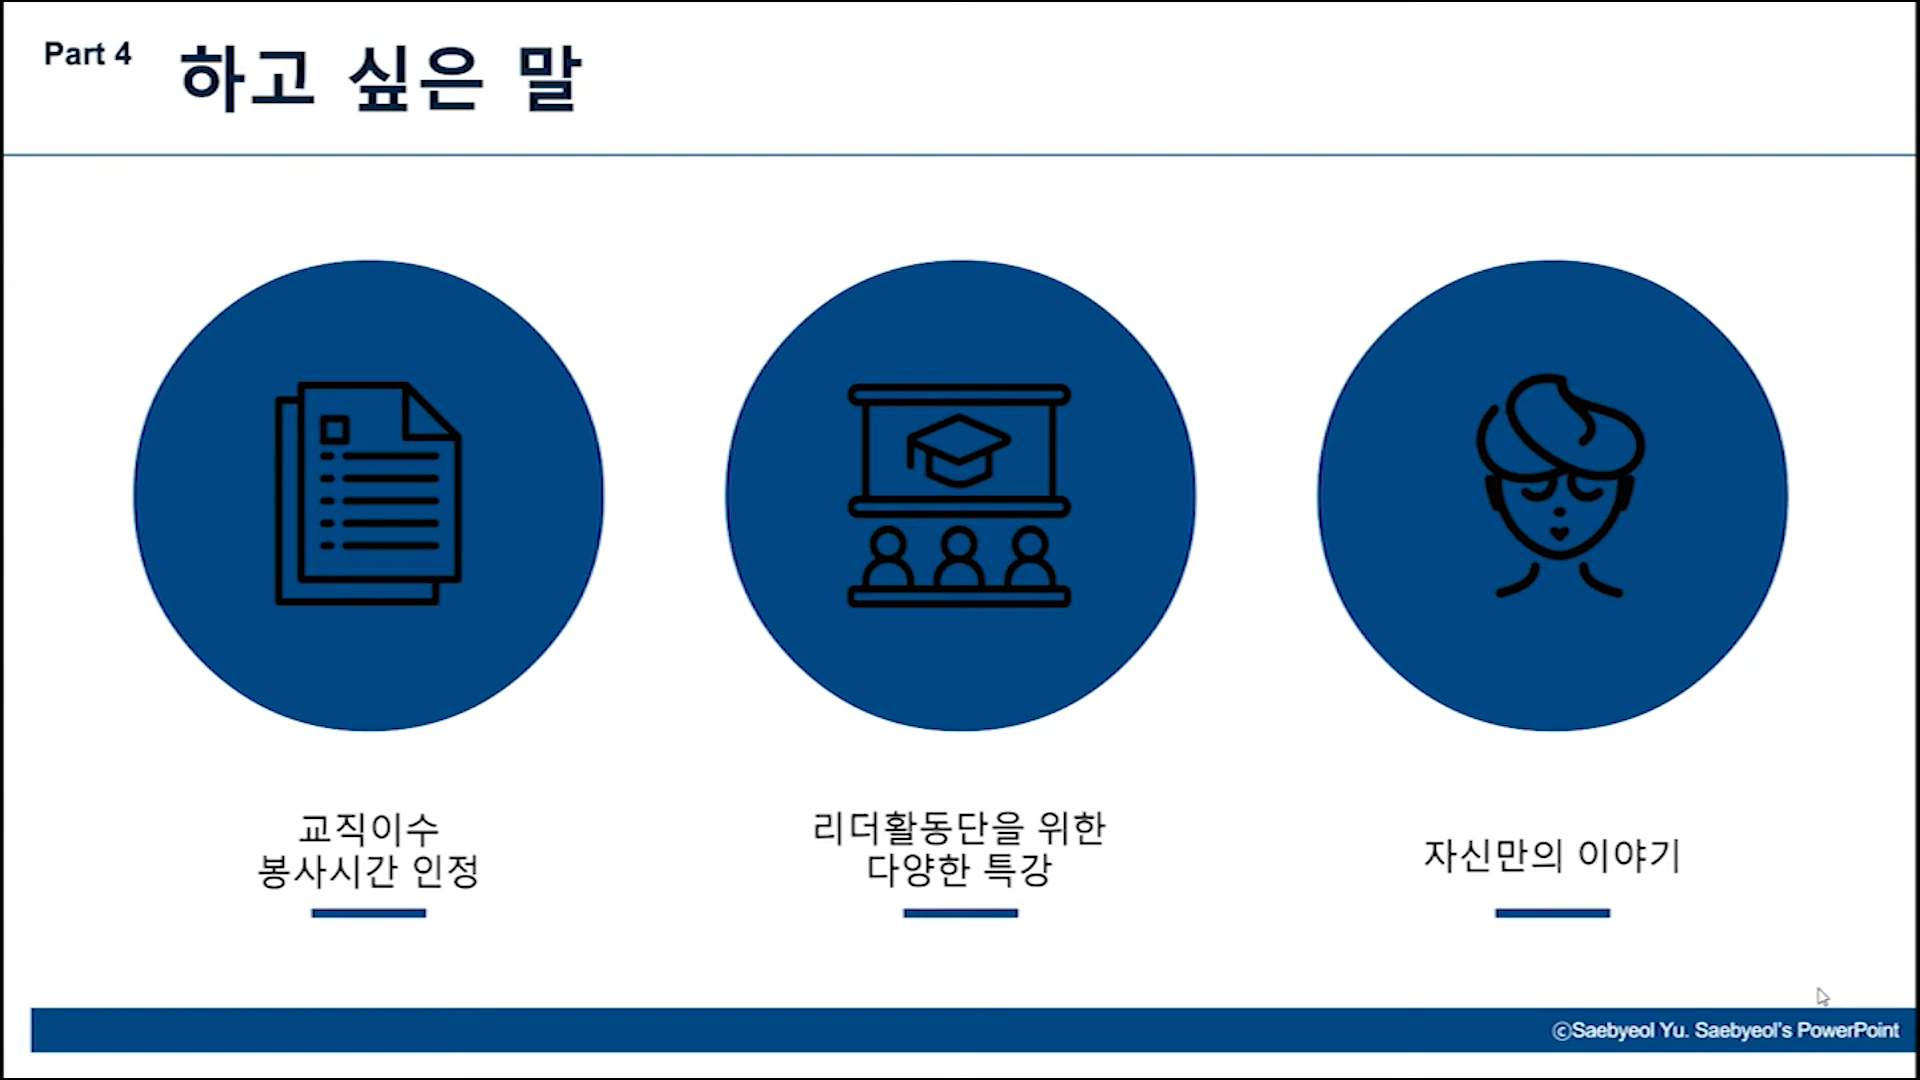 Part 4
하고 싶은 말
교직이수
봉사시간 인정
리더활동단을 위한
다양한 특강
자신만의 이야기
ⓒSaebyeol Yu. Saebyeol's PowerPoint